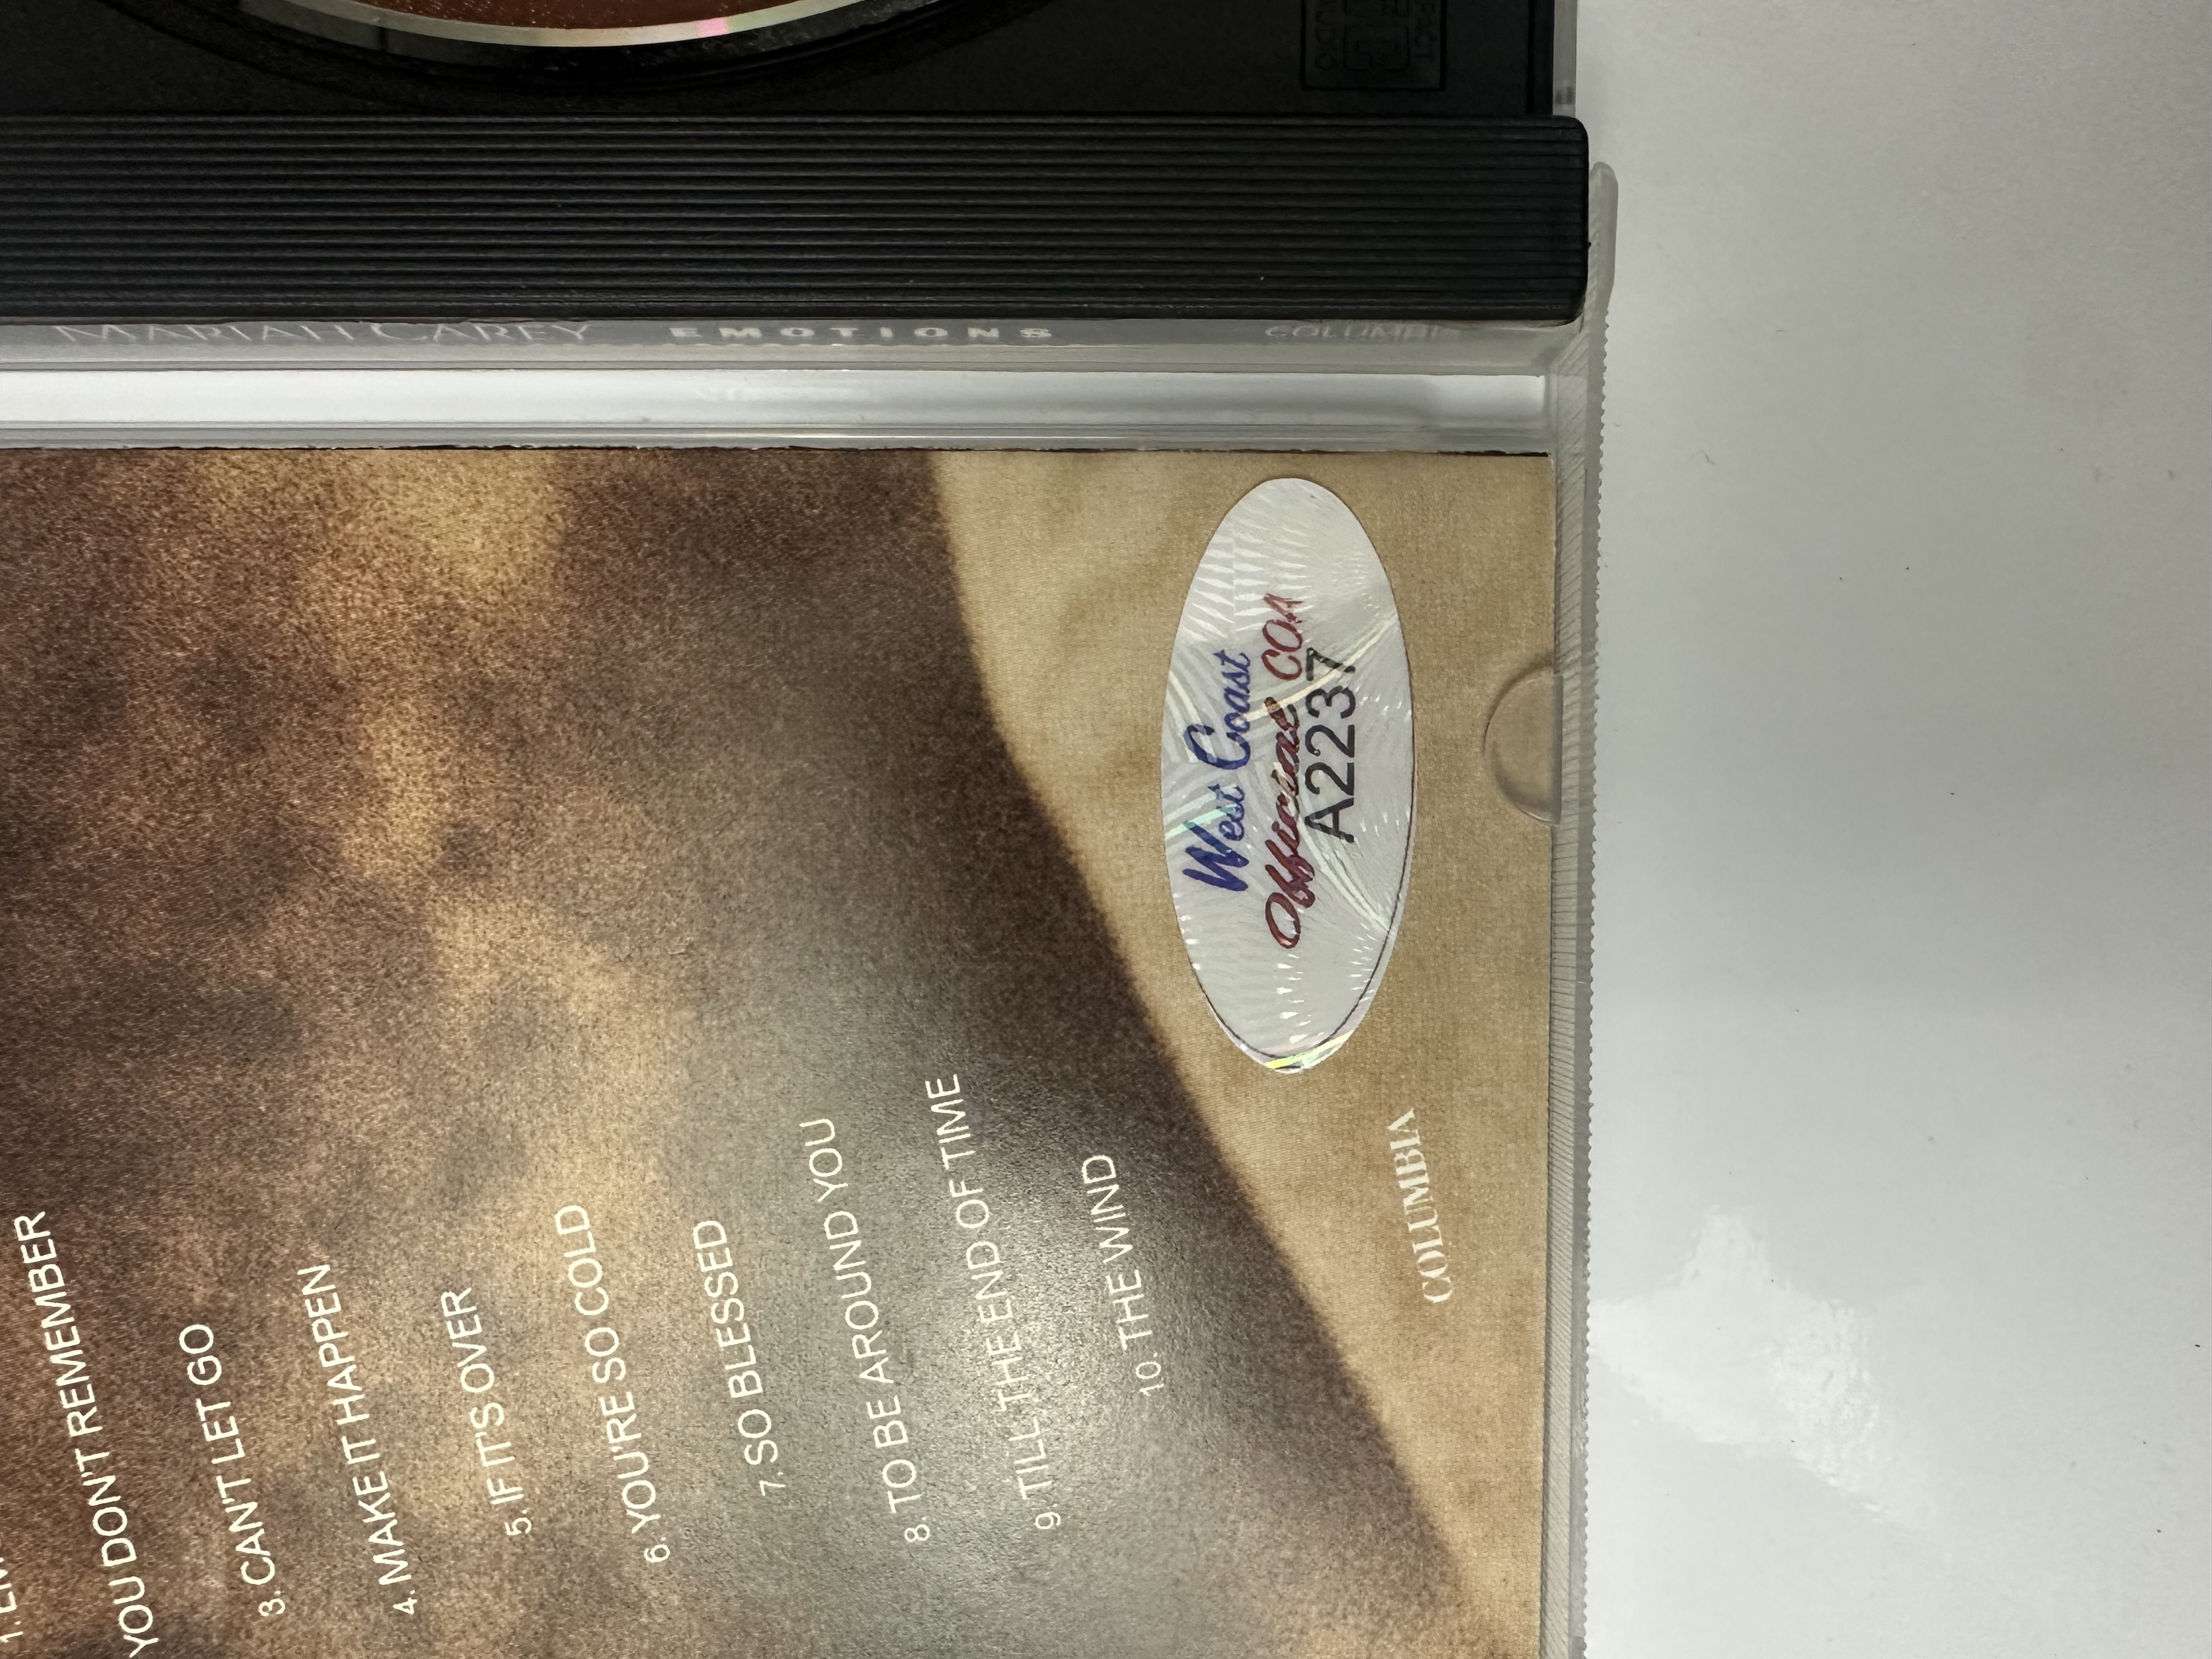 MARIAH CAREY EMOTIONS COLUMBIA
West Coast
Officials COA
A2237
YOU DON'T REMEMBER
3. CAN'T LET GO
4. MAKE IT HAPPEN
5. IF IT'S OVER
6. YOU'RE SO COLD
7. SO BLESSED
8. TO BE AROUND YOU
9. TILL THE END OF TIME
10. THE WIND
COLUMBIA